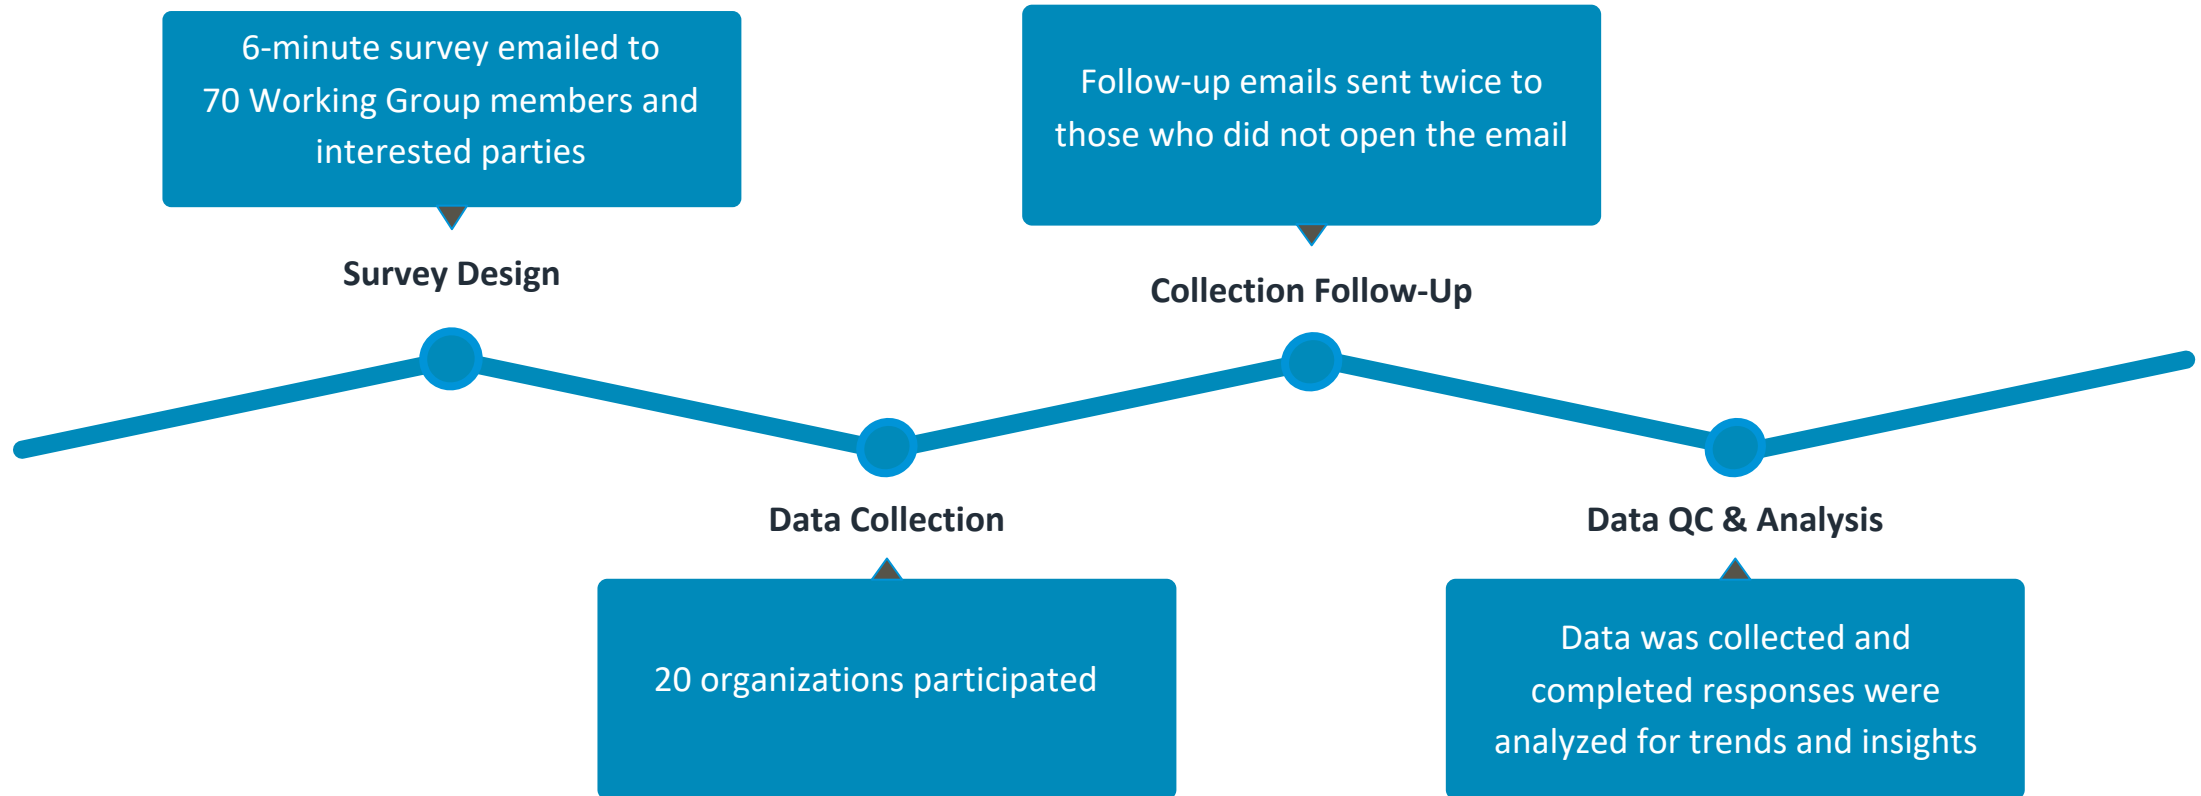 6-minute survey emailed to
70 Working Group members and
interested parties
Survey Design
Follow-up emails sent twice to
those who did not open the email
Collection Follow-Up
Data Collection
20 organizations participated
Data QC & Analysis
Data was collected and
completed responses were
analyzed for trends and insights